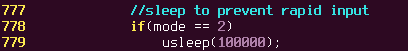 777 //sleep to prevent rapid input
778 if(mode == 2)
779 usleep(100000);